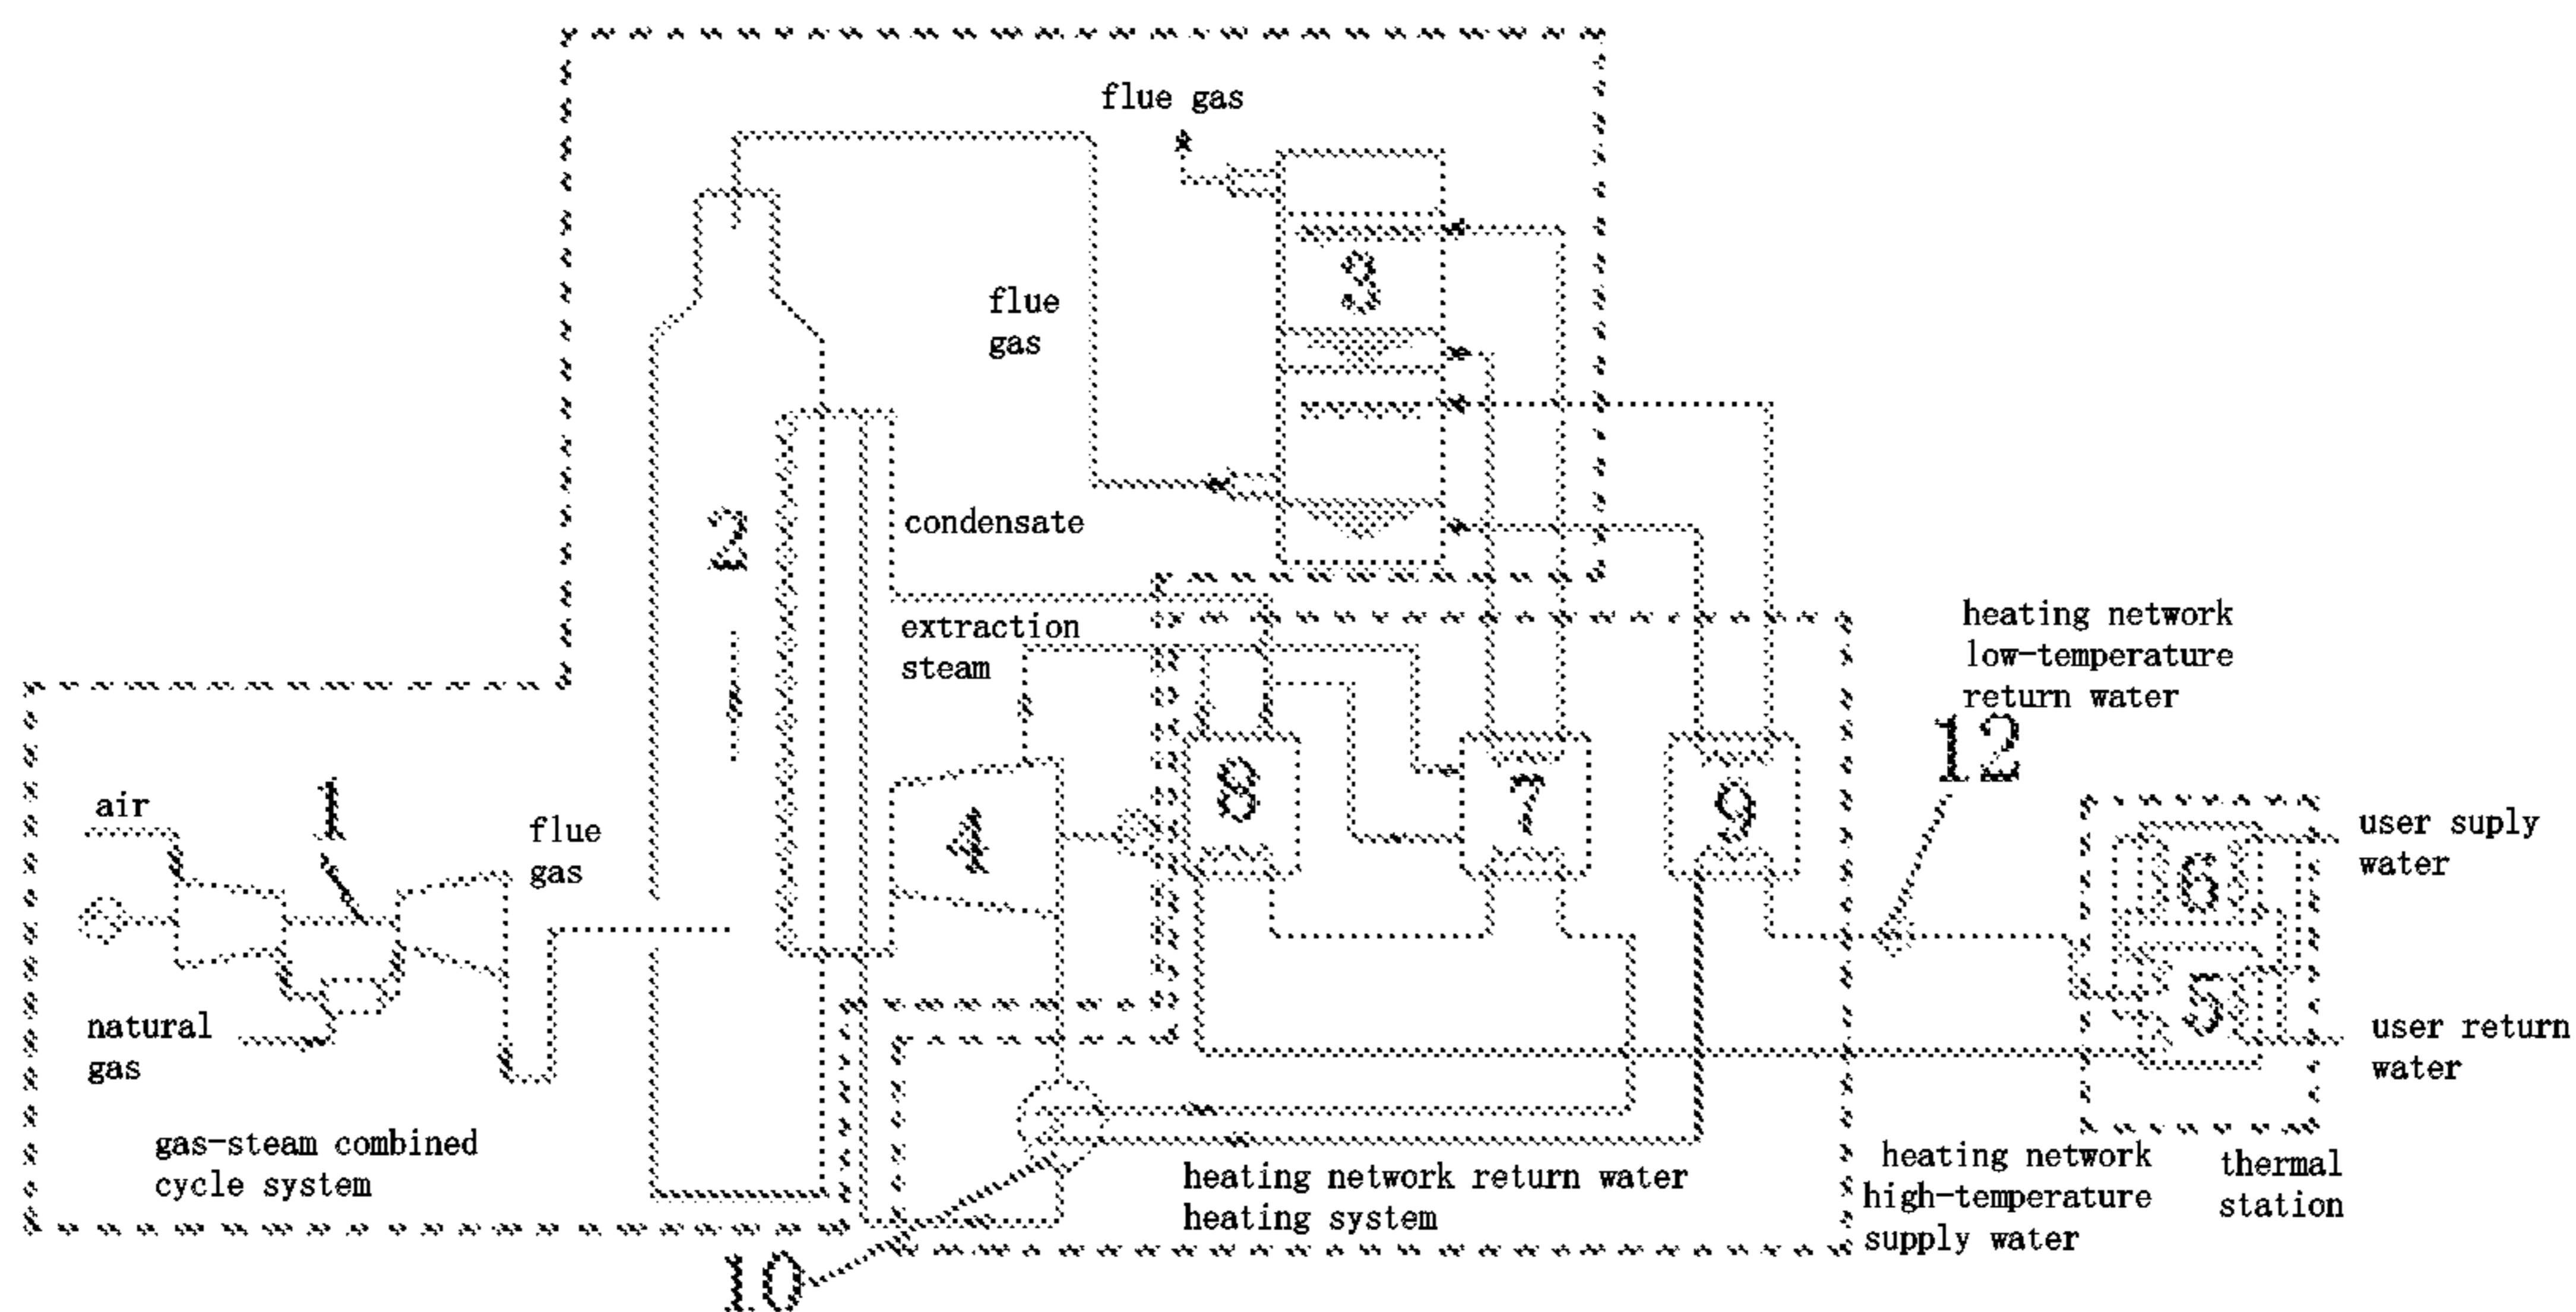 flue gas
3
flue
gas
2
condensate
extraction
steam
heating network
low-temperature
return water
12
air
1
flue
gas
4
8
7
9
6
user suply
water
5
natural
gas
user return
water
gas-steam combined
cycle system
heating network return water
heating system
heating network
high-temperature
supply water
thermal
station
10